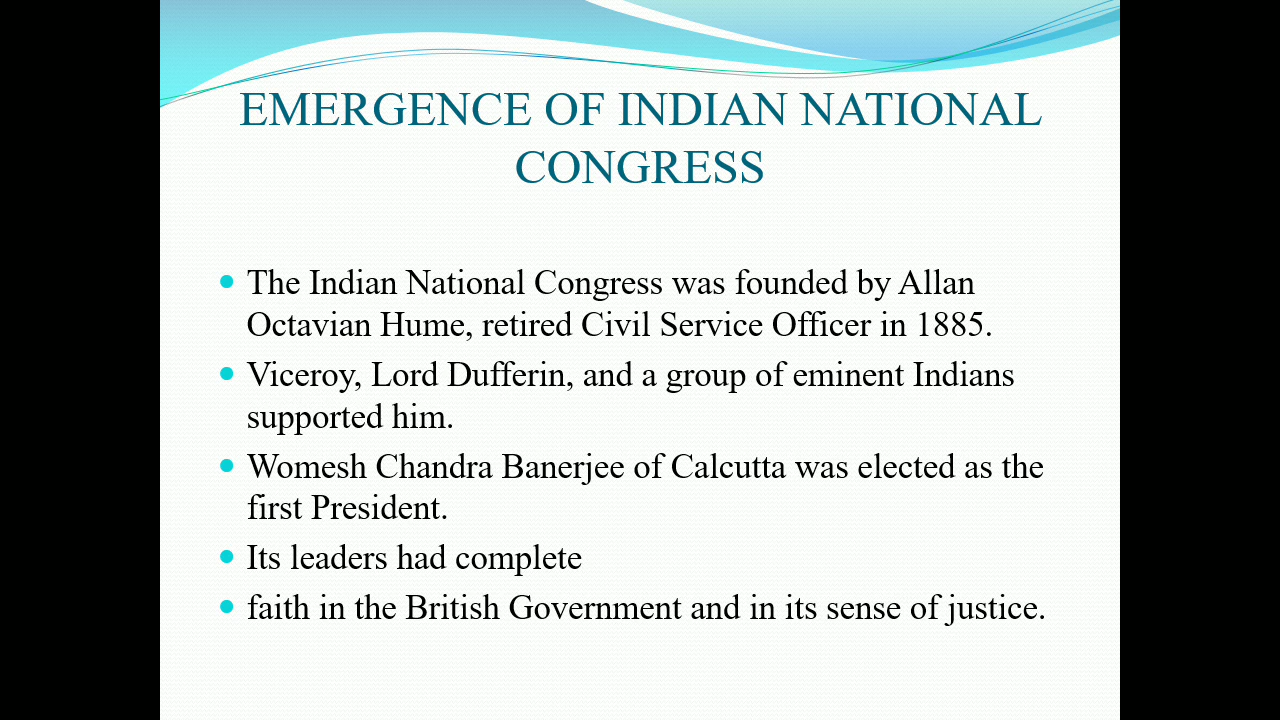 EMERGENCE OF INDIAN NATIONAL
CONGRESS
The Indian National Congress was founded by Allan
Octavian Hume, retired Civil Service Officer in 1885.
Viceroy, Lord Dufferin, and a group of eminent Indians
supported him.
Womesh Chandra Banerjee of Calcutta was elected as the
first President.
Its leaders had complete
faith in the British Government and in its sense of justice.